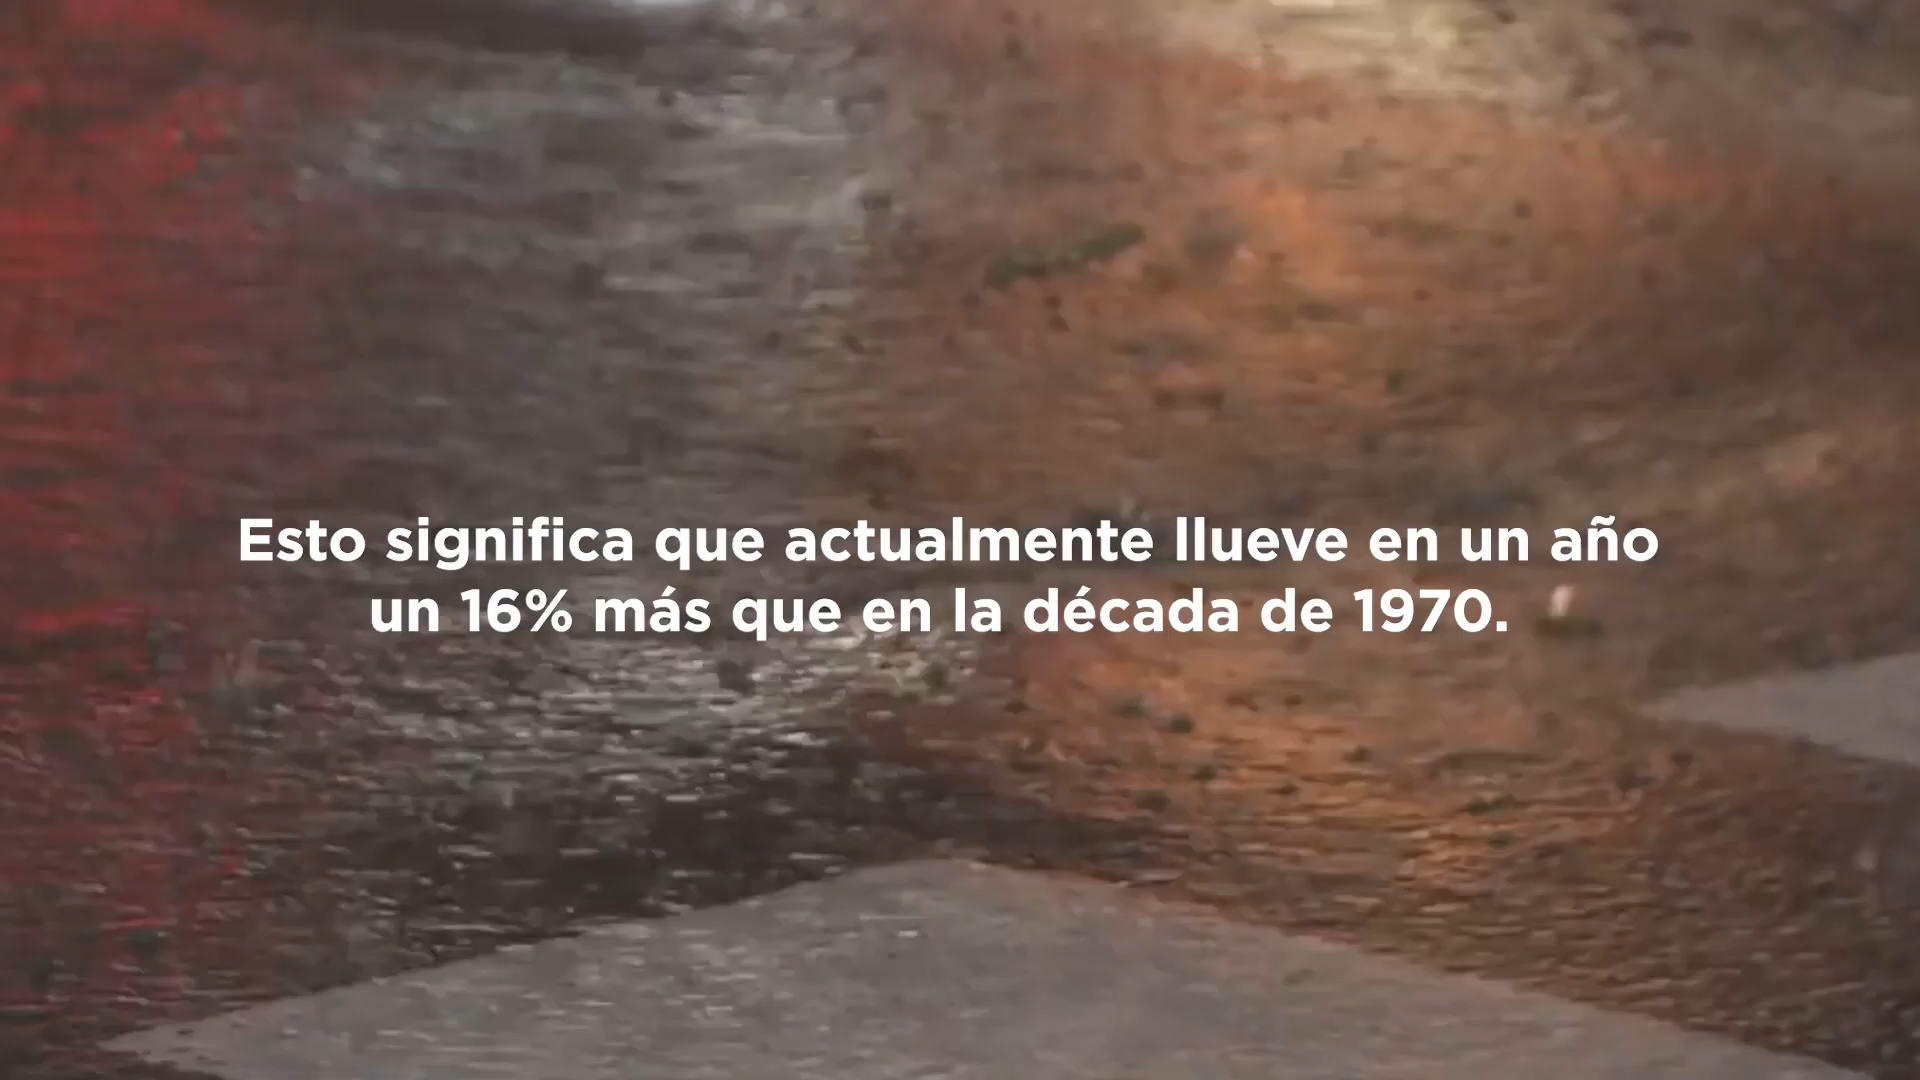 Esto significa que actualmente llueve en un año
un 16% más que en la década de 1970.